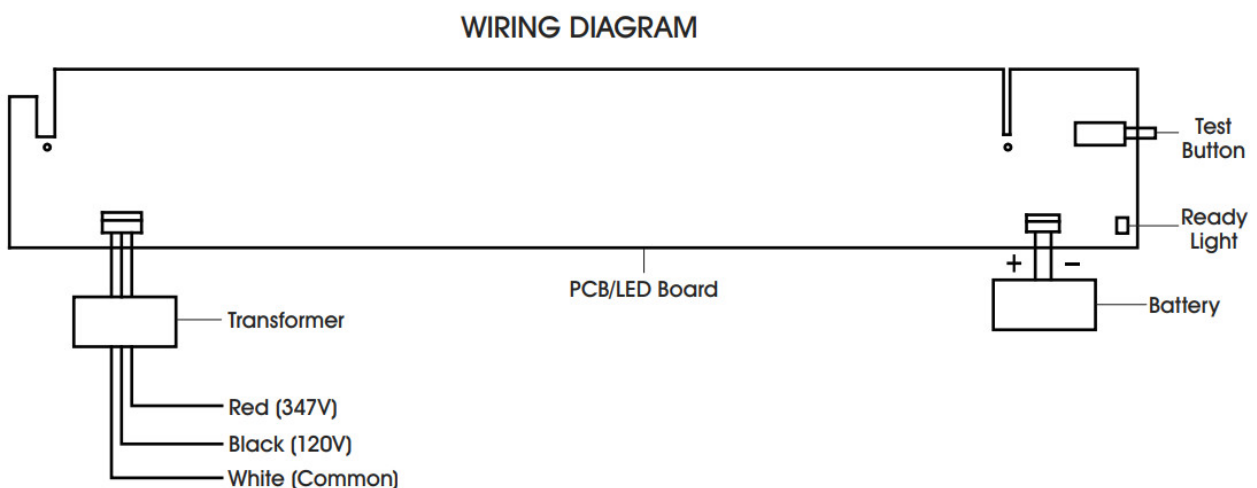 WIRING DIAGRAM
Test
Button
Ready
Light
+ −
PCB/LED Board
Battery
Transformer
Red (347V)
Black (120V)
White (Common)